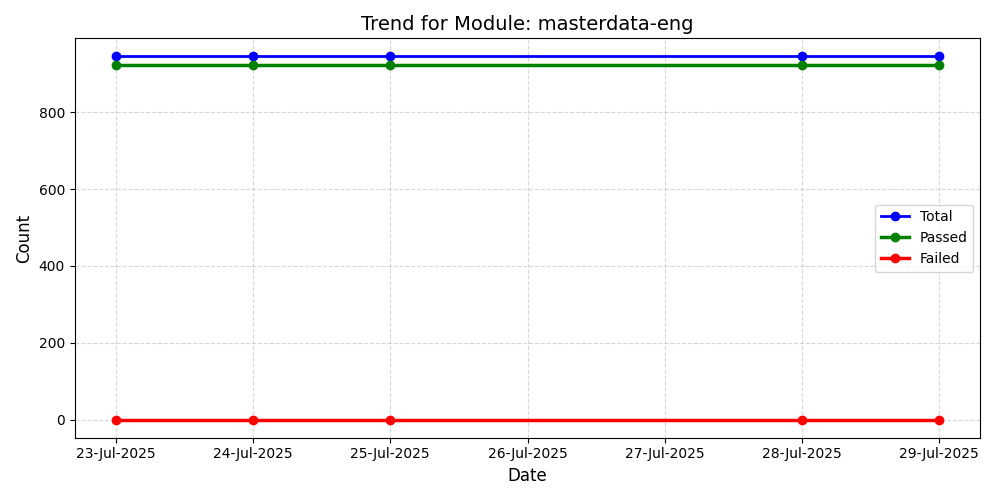 Trend for Module: masterdata-eng
Count
800
600
400
200
0
Total
Passed
Failed
23-Jul-2025 24-Jul-2025 25-Jul-2025 26-Jul-2025 27-Jul-2025 28-Jul-2025 29-Jul-2025
Date